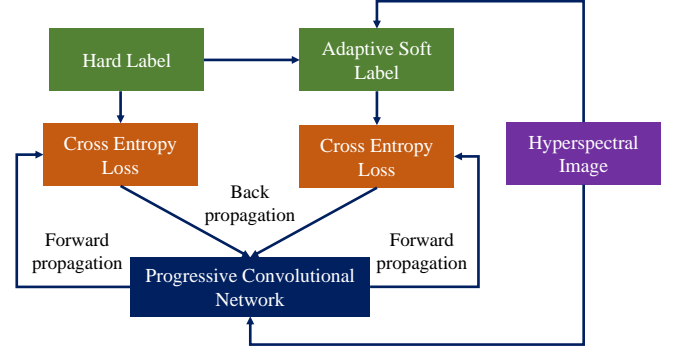 Hard Label
Adaptive Soft
Label
Cross Entropy
Loss
Cross Entropy
Loss
Hyperspectral
Image
Back
propagation
Forward
propagation
Forward
propagation
Progressive Convolutional
Network